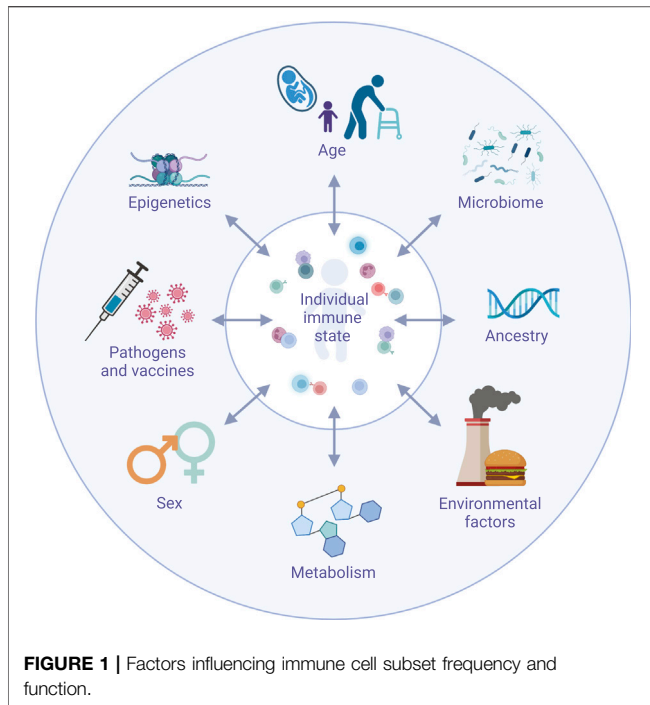 Age
Epigenetics
Microbiome
Individual
immune
state
Pathogens
and vaccines
Ancestry
Sex
Environmental
factors
Metabolism
FIGURE 1 | Factors influencing immune cell subset frequency and
function.